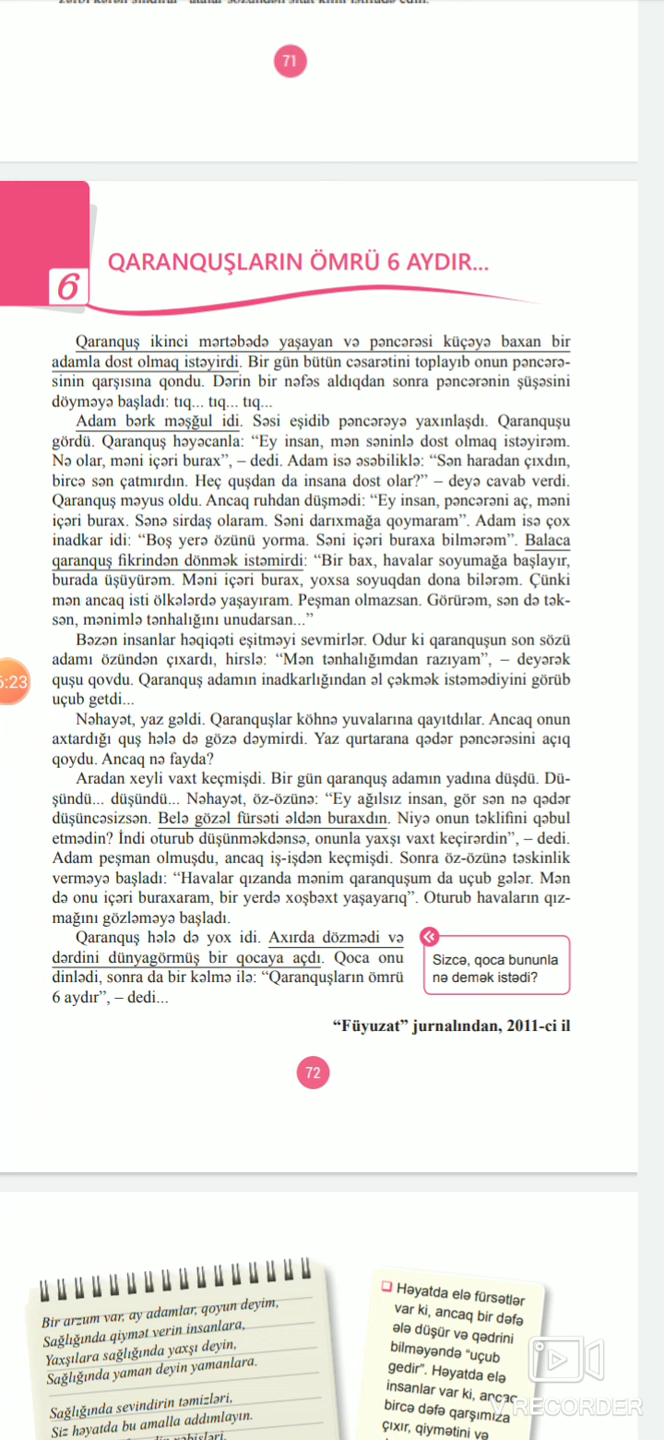 71
6
QARANQUŞLARIN ÖMRÜ 6 AYDIR...
Qaranquş ikinci mərtəbədə yaşayan və pəncərəsi küçəyə baxan bir
adamla dost olmaq istəyirdi. Bir gün bütün cəsarətini toplayıb onun pəncərə-
sinin qarşısına qondu. Dərin bir nəfəs aldıqdan sonra pəncərənin şüşəsini
döyməyə başladı: tıq... tıq... tıq...
Adam bərk məşğul idi. Səsi eşidib pəncərəyə yaxınlaşdı. Qaranquşu
gördü. Qaranquş həyəcanla: “Ey insan, mən səninlə dost olmaq istəyirəm.
Nə olar, məni içəri burax”, – dedi. Adam isə əsəbiliklə: “Sən haradan çıxdın,
bircə sən çatmırdın. Heç quşdan da insana dost olar?” – deyə cavab verdi.
Qaranquş məyus oldu. Ancaq ruhdan düşmədi: “Ey insan, pəncərəni aç, məni
içəri burax. Sənə sirdaş olaram. Səni darıxmağa qoymaram”. Adam isə çox
inadkar idi: “Boş yerə özünü yorma. Səni içəri buraxa bilmərəm”. Balaca
qaranquş fikrindən dönmək istəmirdi: “Bir bax, havalar soyumağa başlayır,
burada üşüyürəm. Məni içəri burax, yoxsa soyuqdan dona bilərəm. Çünki
mən ancaq isti ölkələrdə yaşayıram. Peşman olmazsan. Görürəm, sən də tək-
sən, mənimlə tənhalığını unudarsan...”
Bəzən insanlar həqiqəti eşitməyi sevmirlər. Odur ki qaranquşun son sözü
adamı özündən çıxardı, hirslə: “Mən tənhalığımdan razıyam”, – deyərək
quşu qovdu. Qaranquş adamın inadkarlığından əl çəkmək istəmədiyini görüb
uçub getdi...
Nəhayət, yaz gəldi. Qaranquşlar köhnə yuvalarına qayıtdılar. Ancaq onun
axtardığı quş hələ də gözə dəymirdi. Yaz qurtarana qədər pəncərəsini açıq
qoydu. Ancaq nə fayda?
Aradan xeyli vaxt keçmişdi. Bir gün qaranquş adamın yadına düşdü. Dü-
şündü... düşündü... Nəhayət, öz-özünə: “Ey ağılsız insan, gör sən nə qədər
düşüncəsizsən. Belə gözəl fürsəti əldən buraxdın. Niyə onun təklifini qəbul
etmədin? İndi oturub düşünməkdənsə, onunla yaxşı vaxt keçirərdin”, – dedi.
Adam peşman olmuşdu, ancaq iş-işdən keçmişdi. Sonra öz-özünə təskinlik
verməyə başladı: “Havalar qızanda mənim qaranquşum da uçub gələr. Mən
də onu içəri buraxaram, bir yerdə xoşbəxt yaşayarıq”. Oturub havaların qız-
mağını gözləməyə başladı.
Qaranquş hələ də yox idi. Axırda dözmədi və
dərdini dünyagörmüş bir qocaya açdı. Qoca onu
dinlədi, sonra da bir kəlmə ilə: “Qaranquşların ömrü
6 aydır”, – dedi...
Sizcə, qoca bununla
nə demək istədi?
“Füyuzat” jurnalından, 2011-ci il
72
Bir arzum var, ay adamlar, qoyun deyim,
Sağlığında qiymət verin insanlara,
Yaxşılara sağlığında yaxşı deyin,
Sağlığında yaman deyin yamanlara.
Sağlığında sevindirin təmizləri,
Siz həyatda bu amalla addımlayın.
Həyatda elə fürsətlər
var ki, ancaq bir dəfə
ələ düşür və qədrini
bilməyəndə “uçub
gedir”. Həyatda elə
insanlar var ki, ancaq
bircə dəfə qarşımıza
çıxır, qiymətini və
V RECORDER
:23